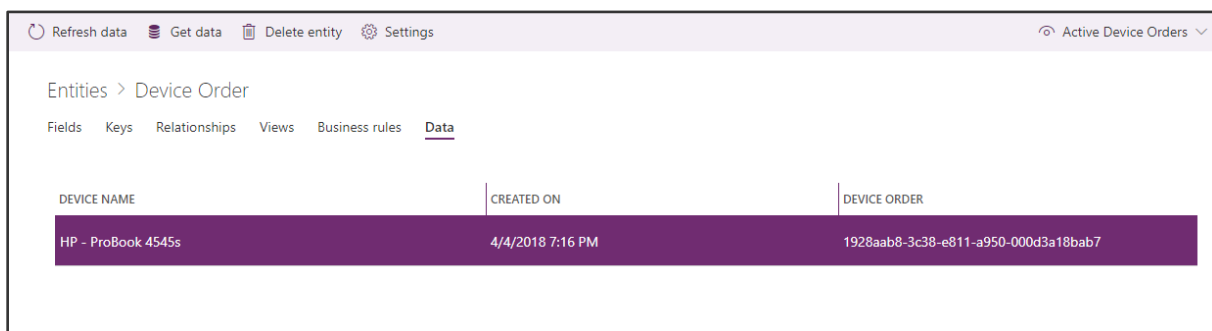 Refresh data Get data Delete entity Settings Active Device Orders
Entities > Device Order
Fields Keys Relationships Views Business rules Data
DEVICE NAME CREATED ON DEVICE ORDER
HP - ProBook 4545s 4/4/2018 7:16 PM 1928aab8-3c38-e811-a950-000d3a18bab7